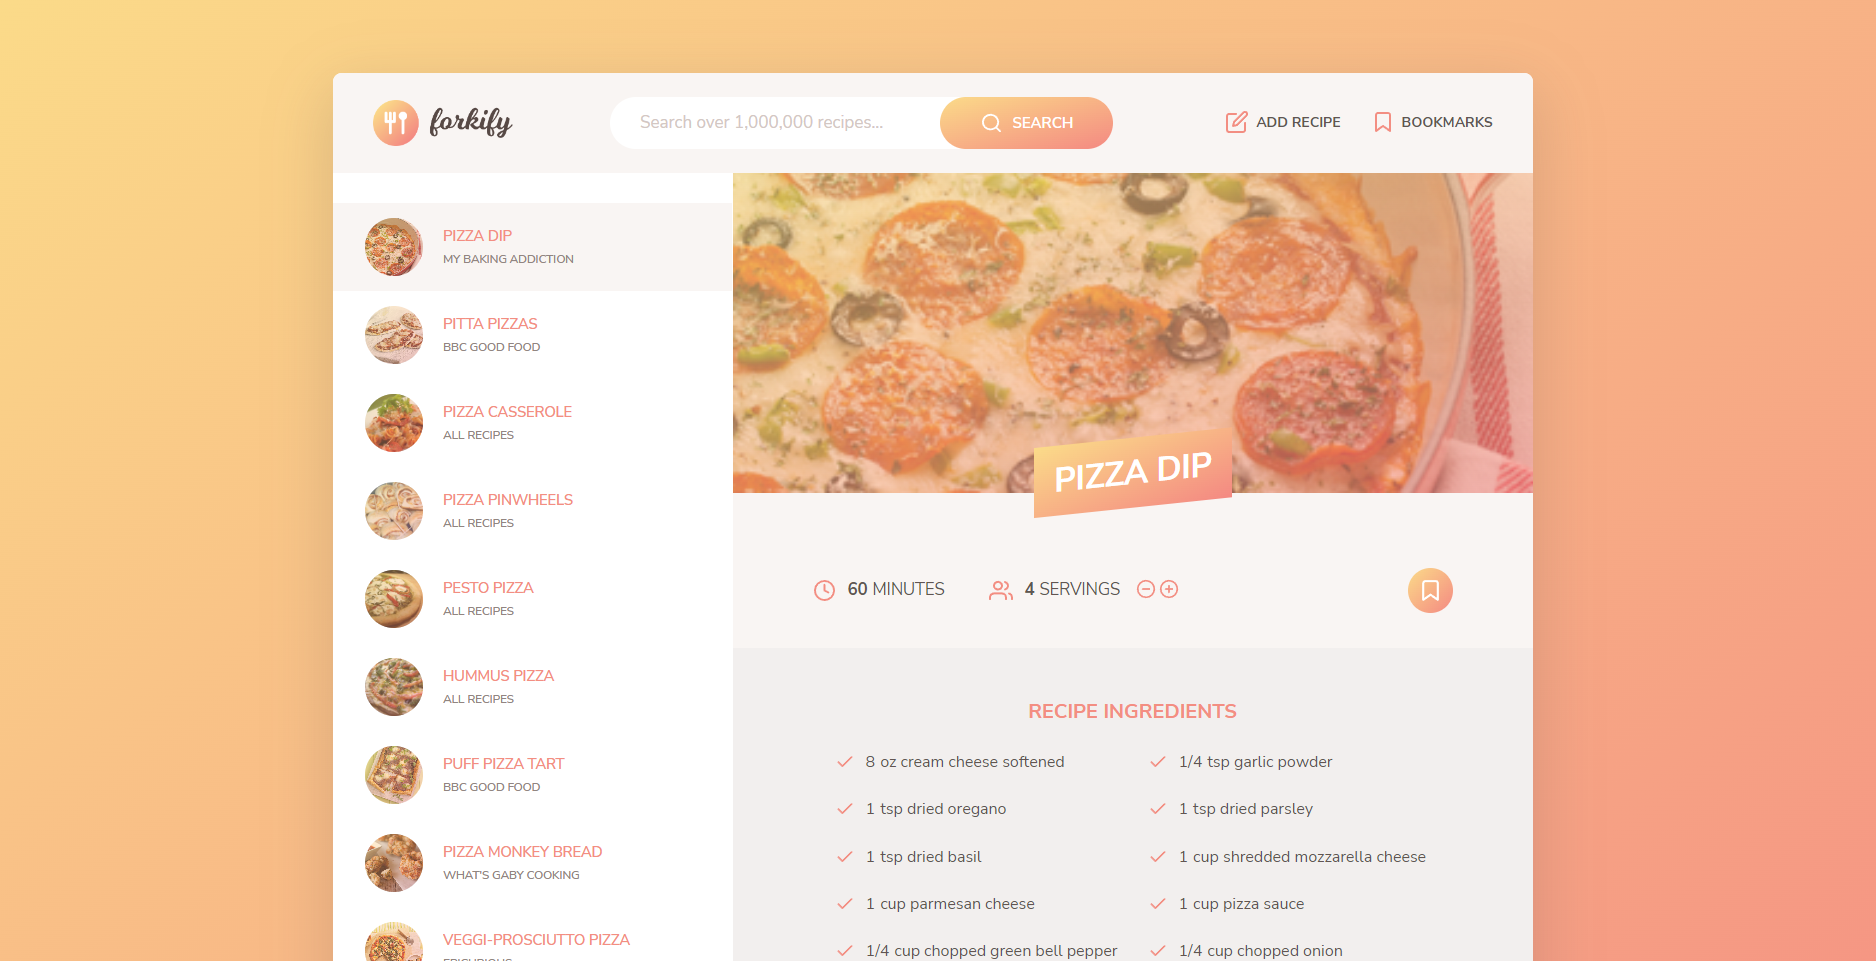 forkify
Search over 1,000,000 recipes...
SEARCH
ADD RECIPE
BOOKMARKS
PIZZA DIP
MY BAKING ADDICTION
PITTA PIZZAS
BBC GOOD FOOD
PIZZA CASSEROLE
ALL RECIPES
PIZZA PINWHEELS
ALL RECIPES
PESTO PIZZA
ALL RECIPES
HUMMUS PIZZA
ALL RECIPES
PUFF PIZZA TART
BBC GOOD FOOD
PIZZA MONKEY BREAD
WHAT'S GABY COOKING
VEGGI-PROSCIUTTO PIZZA
PIZZA DIP
60 MINUTES
4 SERVINGS
RECIPE INGREDIENTS
8 oz cream cheese softened
1/4 tsp garlic powder
1 tsp dried oregano
1 tsp dried parsley
1 tsp dried basil
1 cup shredded mozzarella cheese
1 cup parmesan cheese
1 cup pizza sauce
1/4 cup chopped green bell pepper
1/4 cup chopped onion